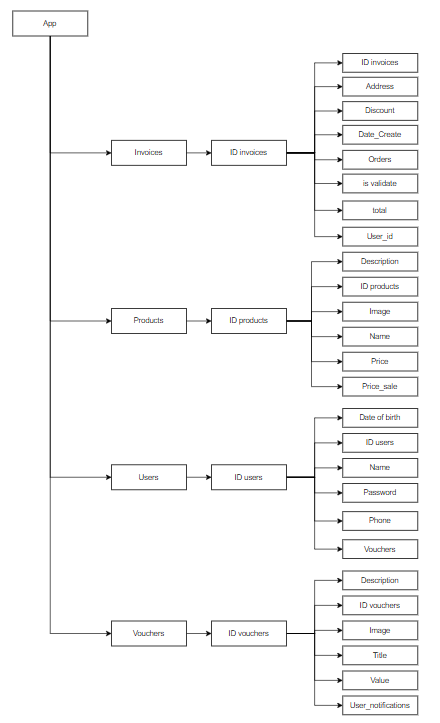 App
Invoices
ID invoices
ID invoices
Address
Discount
Date_Create
Orders
is validate
total
User_id
Products
ID products
Description
ID products
Image
Name
Price
Price_sale
Users
ID users
Date of birth
ID users
Name
Password
Phone
Vouchers
Vouchers
ID vouchers
Description
ID vouchers
Image
Title
Value
User_notifications